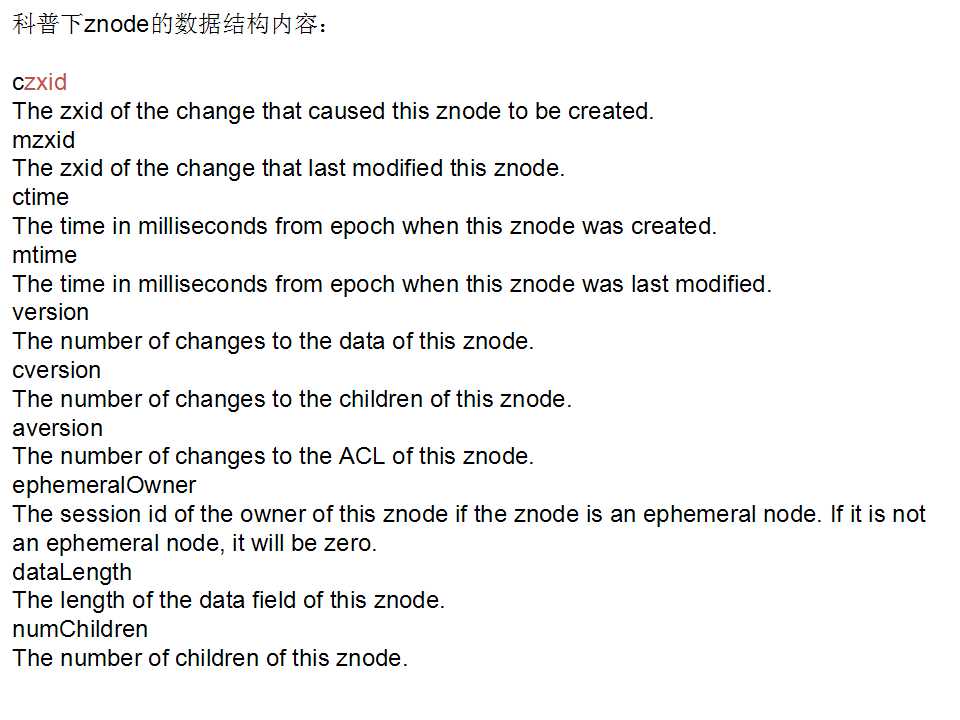 科普下znode的数据结构内容：
czxid
The zxid of the change that caused this znode to be created.
mzxid
The zxid of the change that last modified this znode.
ctime
The time in milliseconds from epoch when this znode was created.
mtime
The time in milliseconds from epoch when this znode was last modified.
version
The number of changes to the data of this znode.
cversion
The number of changes to the children of this znode.
aversion
The number of changes to the ACL of this znode.
ephemeralOwner
The session id of the owner of this znode if the znode is an ephemeral node. If it is not
an ephemeral node, it will be zero.
dataLength
The length of the data field of this znode.
numChildren
The number of children of this znode.